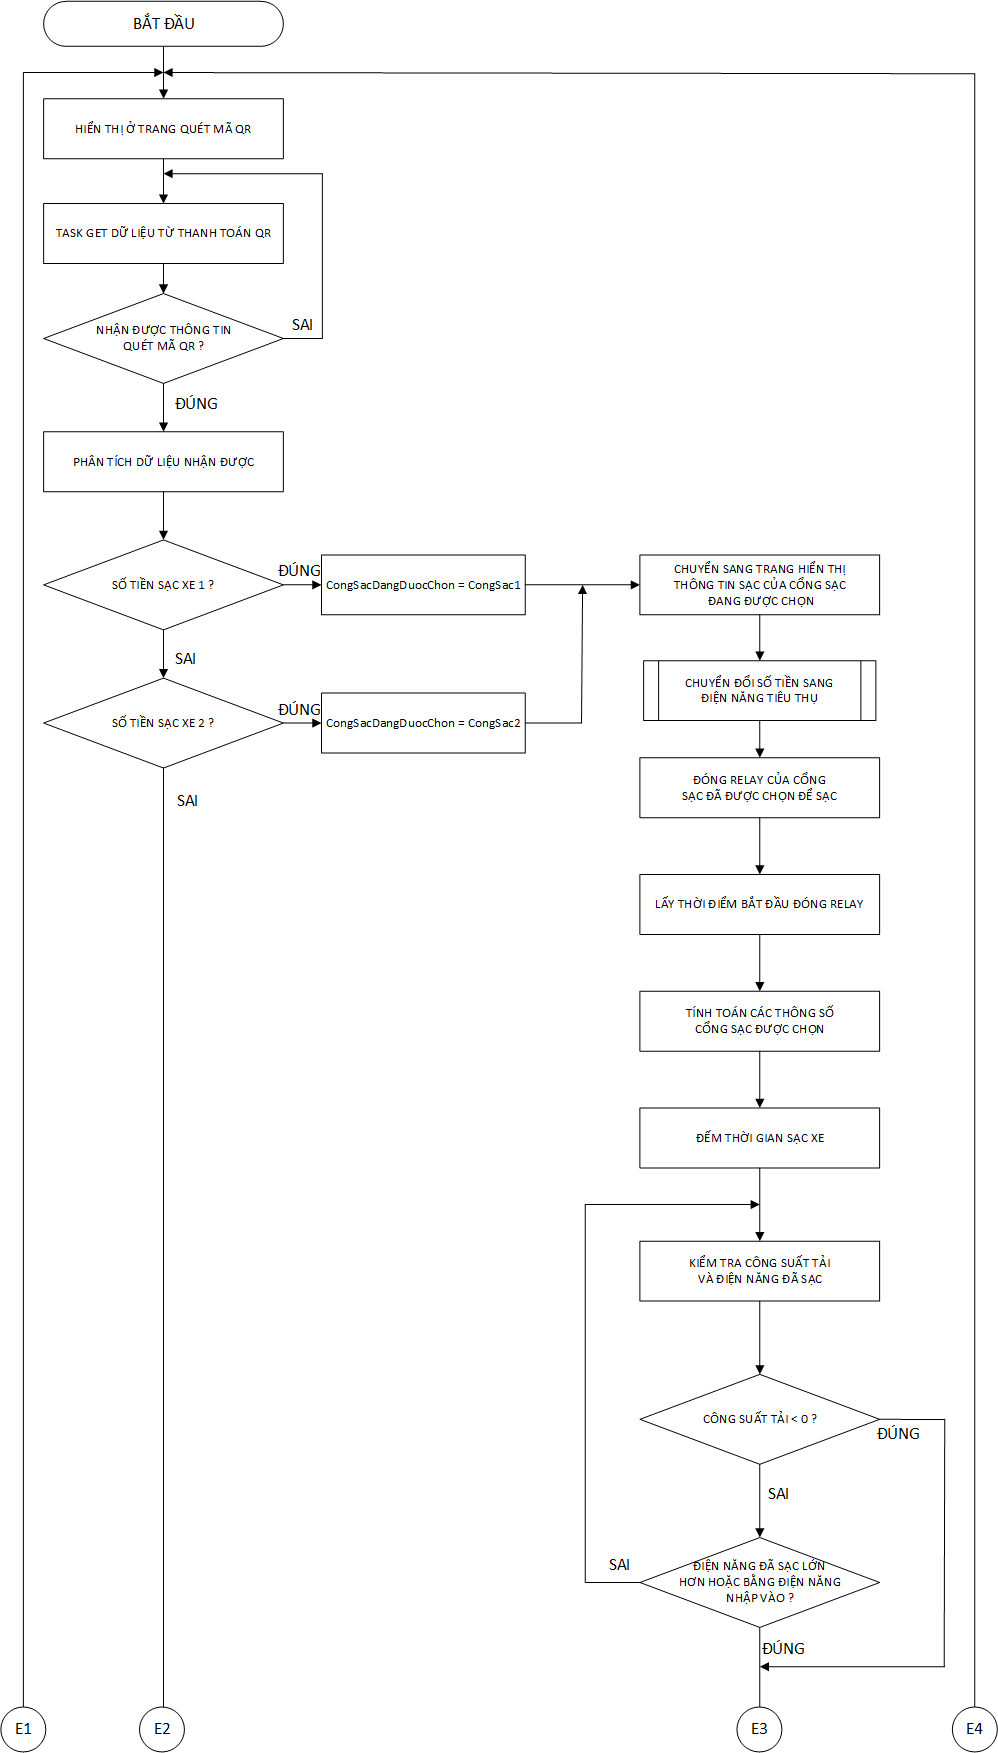 BẮT ĐẦU
HIỂN THỊ Ở TRANG QUÉT MÃ QR
TASK GET DỮ LIỆU TỪ THANH TOÁN QR
NHẬN ĐƯỢC THÔNG TIN
QUÉT MÃ QR ?
SAI
ĐÚNG
PHÂN TÍCH DỮ LIỆU NHẬN ĐƯỢC
SỐ TIỀN SẠC XE 1 ?
ĐÚNG
CongSacDangDuocChon = CongSac1
SAI
SỐ TIỀN SẠC XE 2 ?
ĐÚNG
CongSacDangDuocChon = CongSac2
SAI
CHUYỂN SANG TRANG HIỂN THỊ
THÔNG TIN SẠC CỦA CỔNG SẠC
ĐANG ĐƯỢC CHỌN
CHUYỂN ĐỔI SỐ TIỀN SANG
ĐIỆN NĂNG TIÊU THỤ
ĐÓNG RELAY CỦA CỔNG
SẠC ĐÃ ĐƯỢC CHỌN ĐỂ SẠC
LẤY THỜI ĐIỂM BẮT ĐẦU ĐÓNG RELAY
TÍNH TOÁN CÁC THÔNG SỐ
CỔNG SẠC ĐƯỢC CHỌN
ĐẾM THỜI GIAN SẠC XE
KIỂM TRA CÔNG SUẤT TẢI
VÀ ĐIỆN NĂNG ĐÃ SẠC
CÔNG SUẤT TẢI < 0 ?
ĐÚNG
SAI
ĐIỆN NĂNG ĐÃ SẠC LỚN
HƠN HOẶC BẰNG ĐIỆN NĂNG
NHẬP VÀO ?
SAI
ĐÚNG
E1
E2
E3
E4